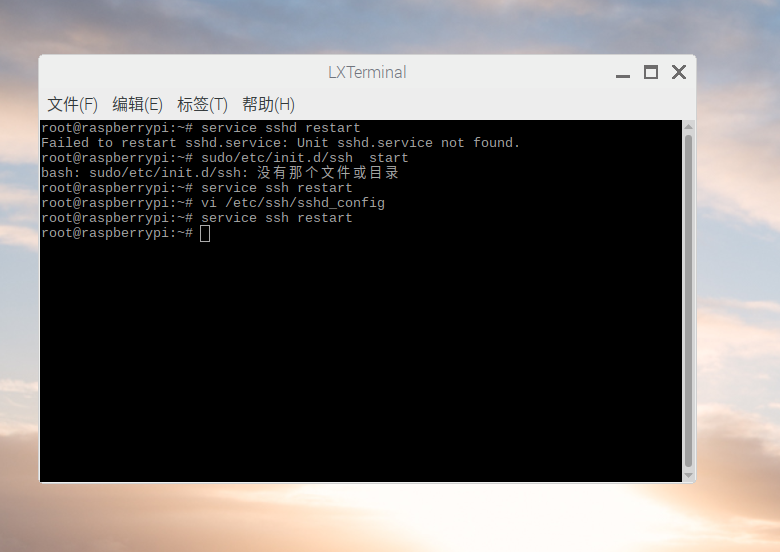 LXTerminal
文件(F) 编辑(E) 标签(T) 帮助(H)
root@raspberrypi:~# service sshd restart
Failed to restart sshd.service: Unit sshd.service not found.
root@raspberrypi:~# sudo/etc/init.d/ssh  start
bash: sudo/etc/init.d/ssh: 没有那个文件或目录
root@raspberrypi:~# service ssh restart
root@raspberrypi:~# vi /etc/ssh/sshd_config
root@raspberrypi:~# service ssh restart
root@raspberrypi:~#